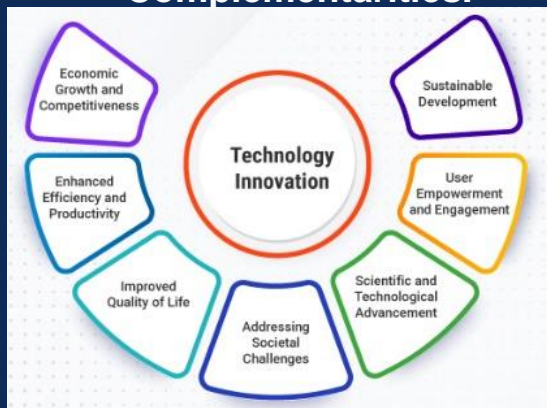 Complementarities.
Economic
Growth and
Competitiveness
Sustainable
Development
Technology
Innovation
Enhanced
Efficiency and
Productivity
User
Empowerment
and Engagement
Improved
Quality of Life
Scientific and
Technological
Advancement
Addressing
Societal
Challenges